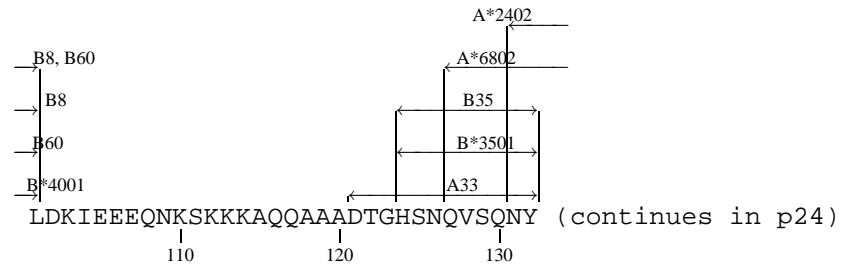 A*2402
B8, B60
A*6802
B8
B35
B60
B*3501
B*4001
A33
LDKIEEEQNKSKKKAQQAAADTGHSNQVSQNY (continues in p24)
110
120
130